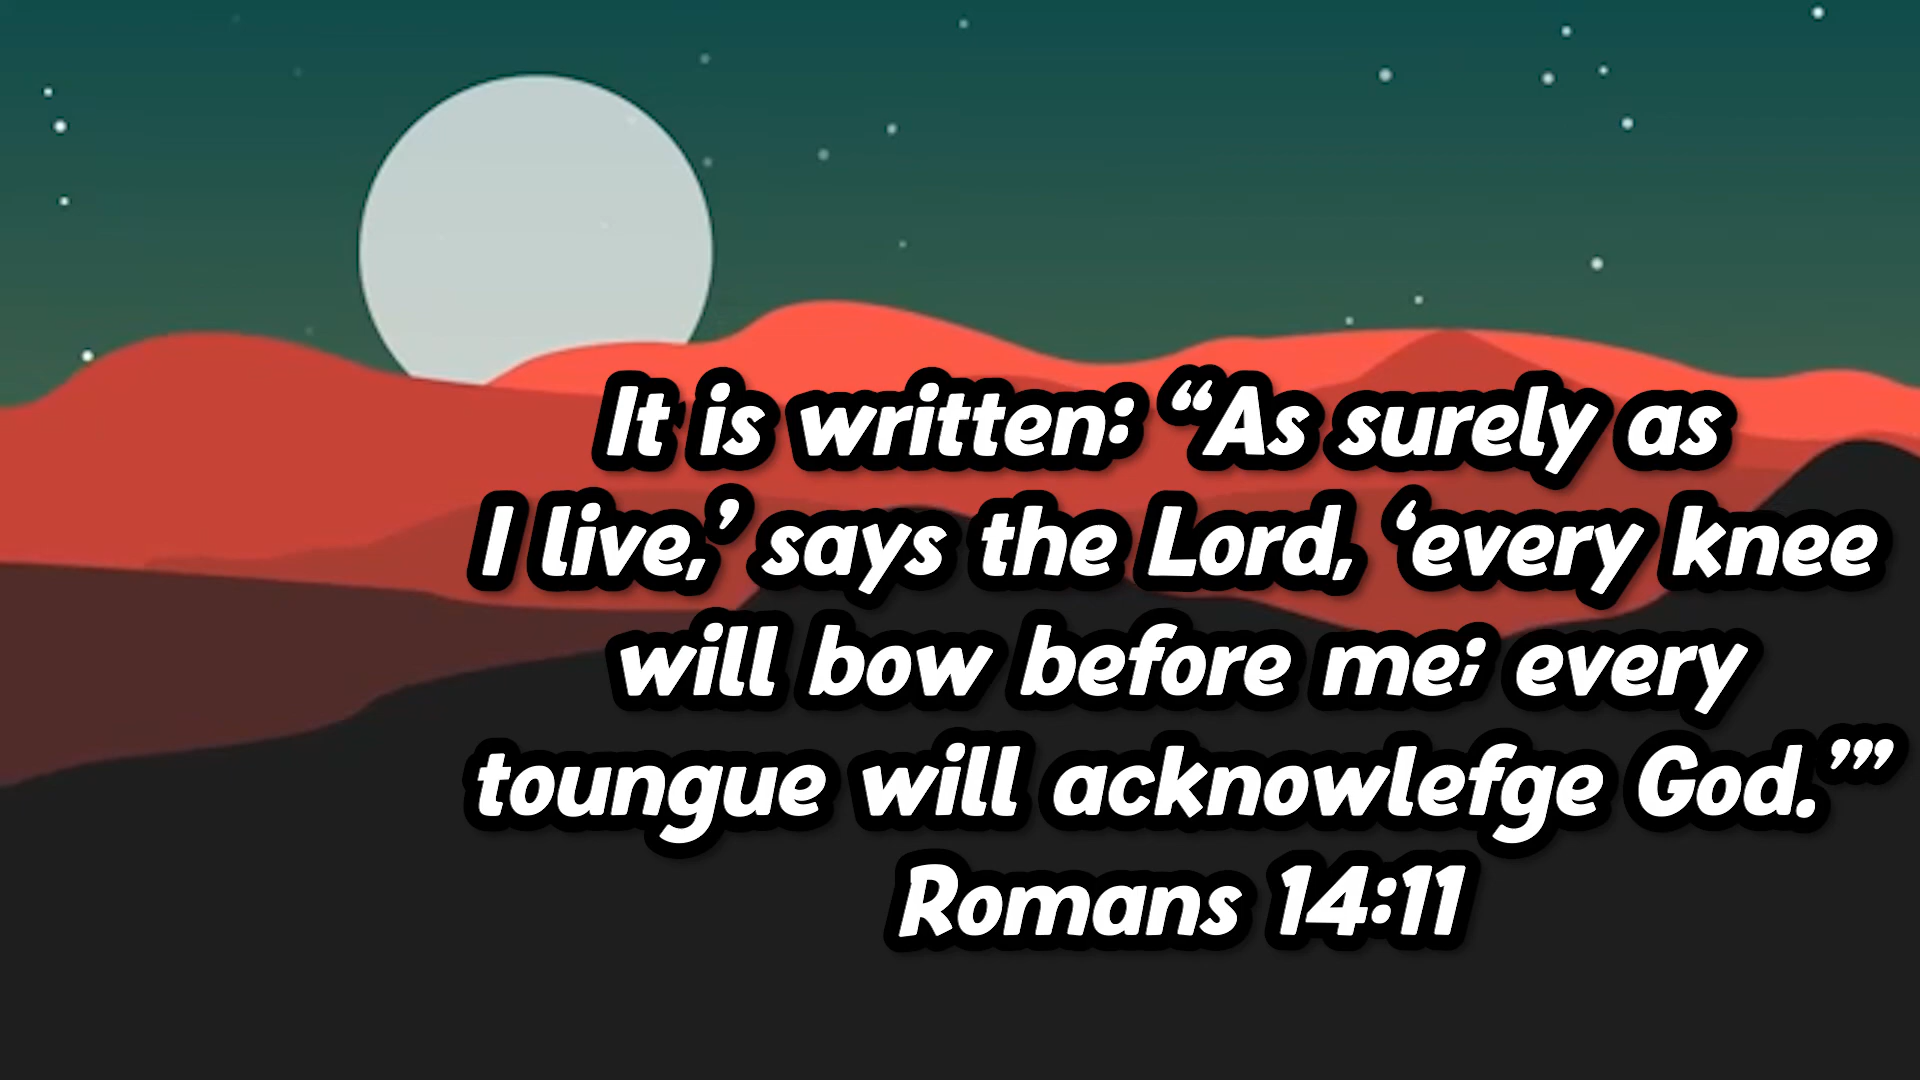 It is written: “As surely as
I live,’ says the Lord, ‘every knee
will bow before me; every
toungue will acknowlefge God.’”
Romans 14:11